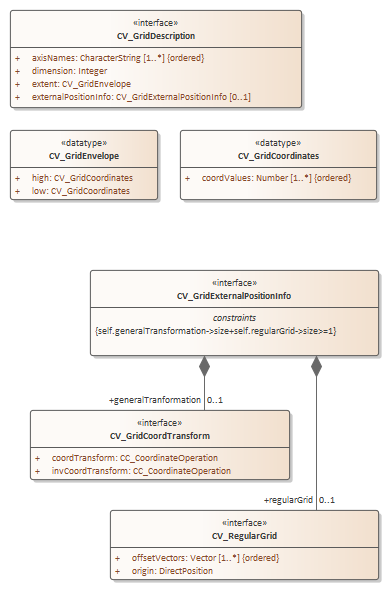 «interface»
CV_GridDescription
+ axisNames: CharacterString [1..*] {ordered}
+ dimension: Integer
+ extent: CV_GridEnvelope
+ externalPositionInfo: CV_GridExternalPositionInfo [0..1]
«datatype»
CV_GridEnvelope
+ high: CV_GridCoordinates
+ low: CV_GridCoordinates
«datatype»
CV_GridCoordinates
+ coordValues: Number [1..*] {ordered}
«interface»
CV_GridExternalPositionInfo
constraints
{self.generalTransformation->size+self.regularGrid->size>=1}
+generalTranformation 0..1
«interface»
CV_GridCoordTransform
+ coordTransform: CC_CoordinateOperation
+ invCoordTransform: CC_CoordinateOperation
+regularGrid 0..1
«interface»
CV_RegularGrid
+ offsetVectors: Vector [1..*] {ordered}
+ origin: DirectPosition